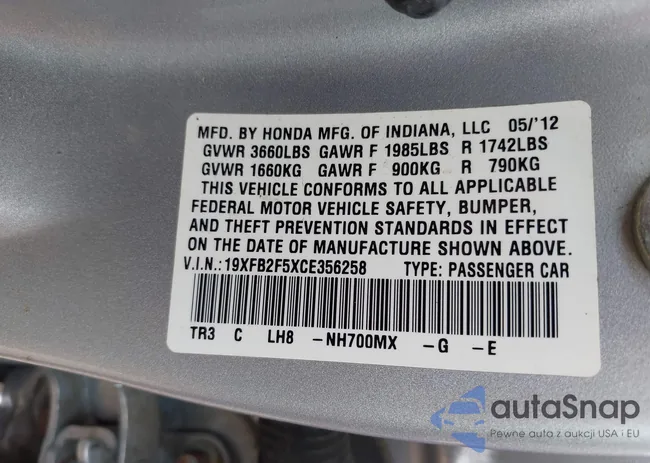 MFD. BY HONDA MFG. OF INDIANA, LLC 05/'12
GVWR 3660LBS GAWR F 1985LBS R 1742LBS
GVWR 1660KG GAWR F 900KG R 790KG
THIS VEHICLE CONFORMS TO ALL APPLICABLE
FEDERAL MOTOR VEHICLE SAFETY, BUMPER,
AND THEFT PREVENTION STANDARDS IN EFFECT
ON THE DATE OF MANUFACTURE SHOWN ABOVE.
V.I.N.:19XFB2F5XCE356258 TYPE: PASSENGER CAR
TR3 C LH8 -NH700MX -G -E
autaSnap
Pewne auta z aukcji USA i EU